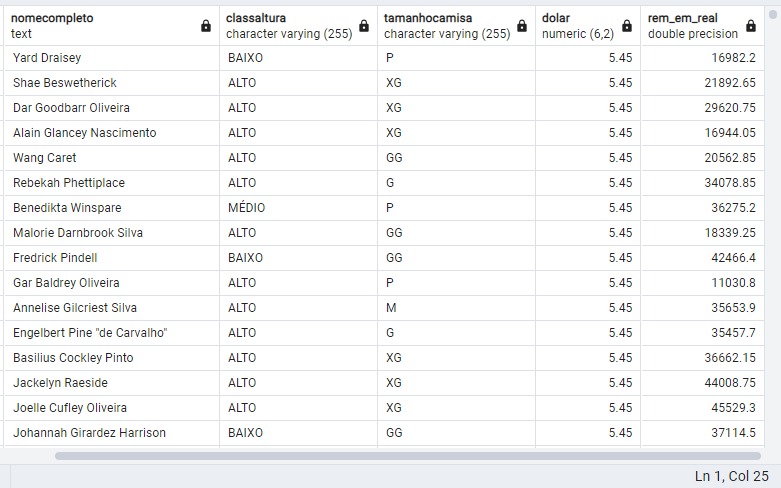 nomecompleto classaltura tamanhocamisa dolar rem_em_real
text character varying (255) character varying (255) numeric (6,2) double precision
Yard Draisey BAIXO P 5.45 16982.2
Shae Beswetherick ALTO XG 5.45 21892.65
Dar Goodbarr Oliveira ALTO XG 5.45 29620.75
Alain Glancey Nascimento ALTO XG 5.45 16944.05
Wang Caret ALTO GG 5.45 20562.85
Rebekah Phettiplace ALTO G 5.45 34078.85
Benedikta Winspare MÉDIO P 5.45 36275.2
Malorie Darnbrook Silva ALTO GG 5.45 18339.25
Fredrick Pindell BAIXO GG 5.45 42466.4
Gar Baldrey Oliveira ALTO P 5.45 11030.8
Annelise Gilcriest Silva ALTO M 5.45 35653.9
Engelbert Pine "de Carvalho" ALTO G 5.45 35457.7
Basilius Cockley Pinto ALTO XG 5.45 36662.15
Jackelyn Raeside ALTO XG 5.45 44008.75
Joelle Cufley Oliveira ALTO XG 5.45 45529.3
Johannah Girardez Harrison BAIXO GG 5.45 37114.5
Ln 1, Col 25